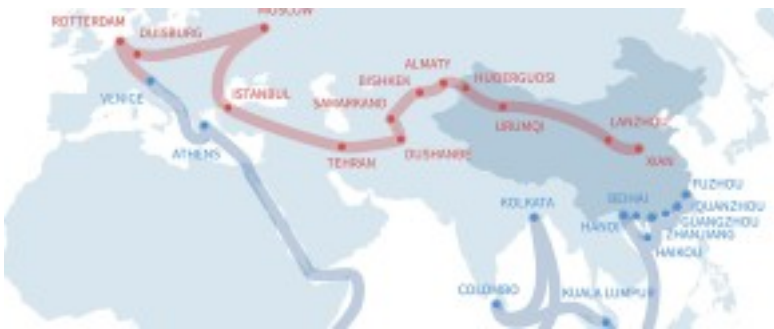 MOSCOW
ROTTERDAM
DUISBURG
ALMATY
BISHKEK
HUOERGUOSI
VENICE
ISTANBUL
SAMARKAND
URUMQI
LANZHOU
ATHENS
TEHRAN
DUSHANBE
XIAN
FUZHOU
KOLKATA
BEIHAI
QUANZHOU
GUANGZHOU
HANOI
ZHANJIANG
HAIKOU
COLOMBO
KUALA LUMPUR